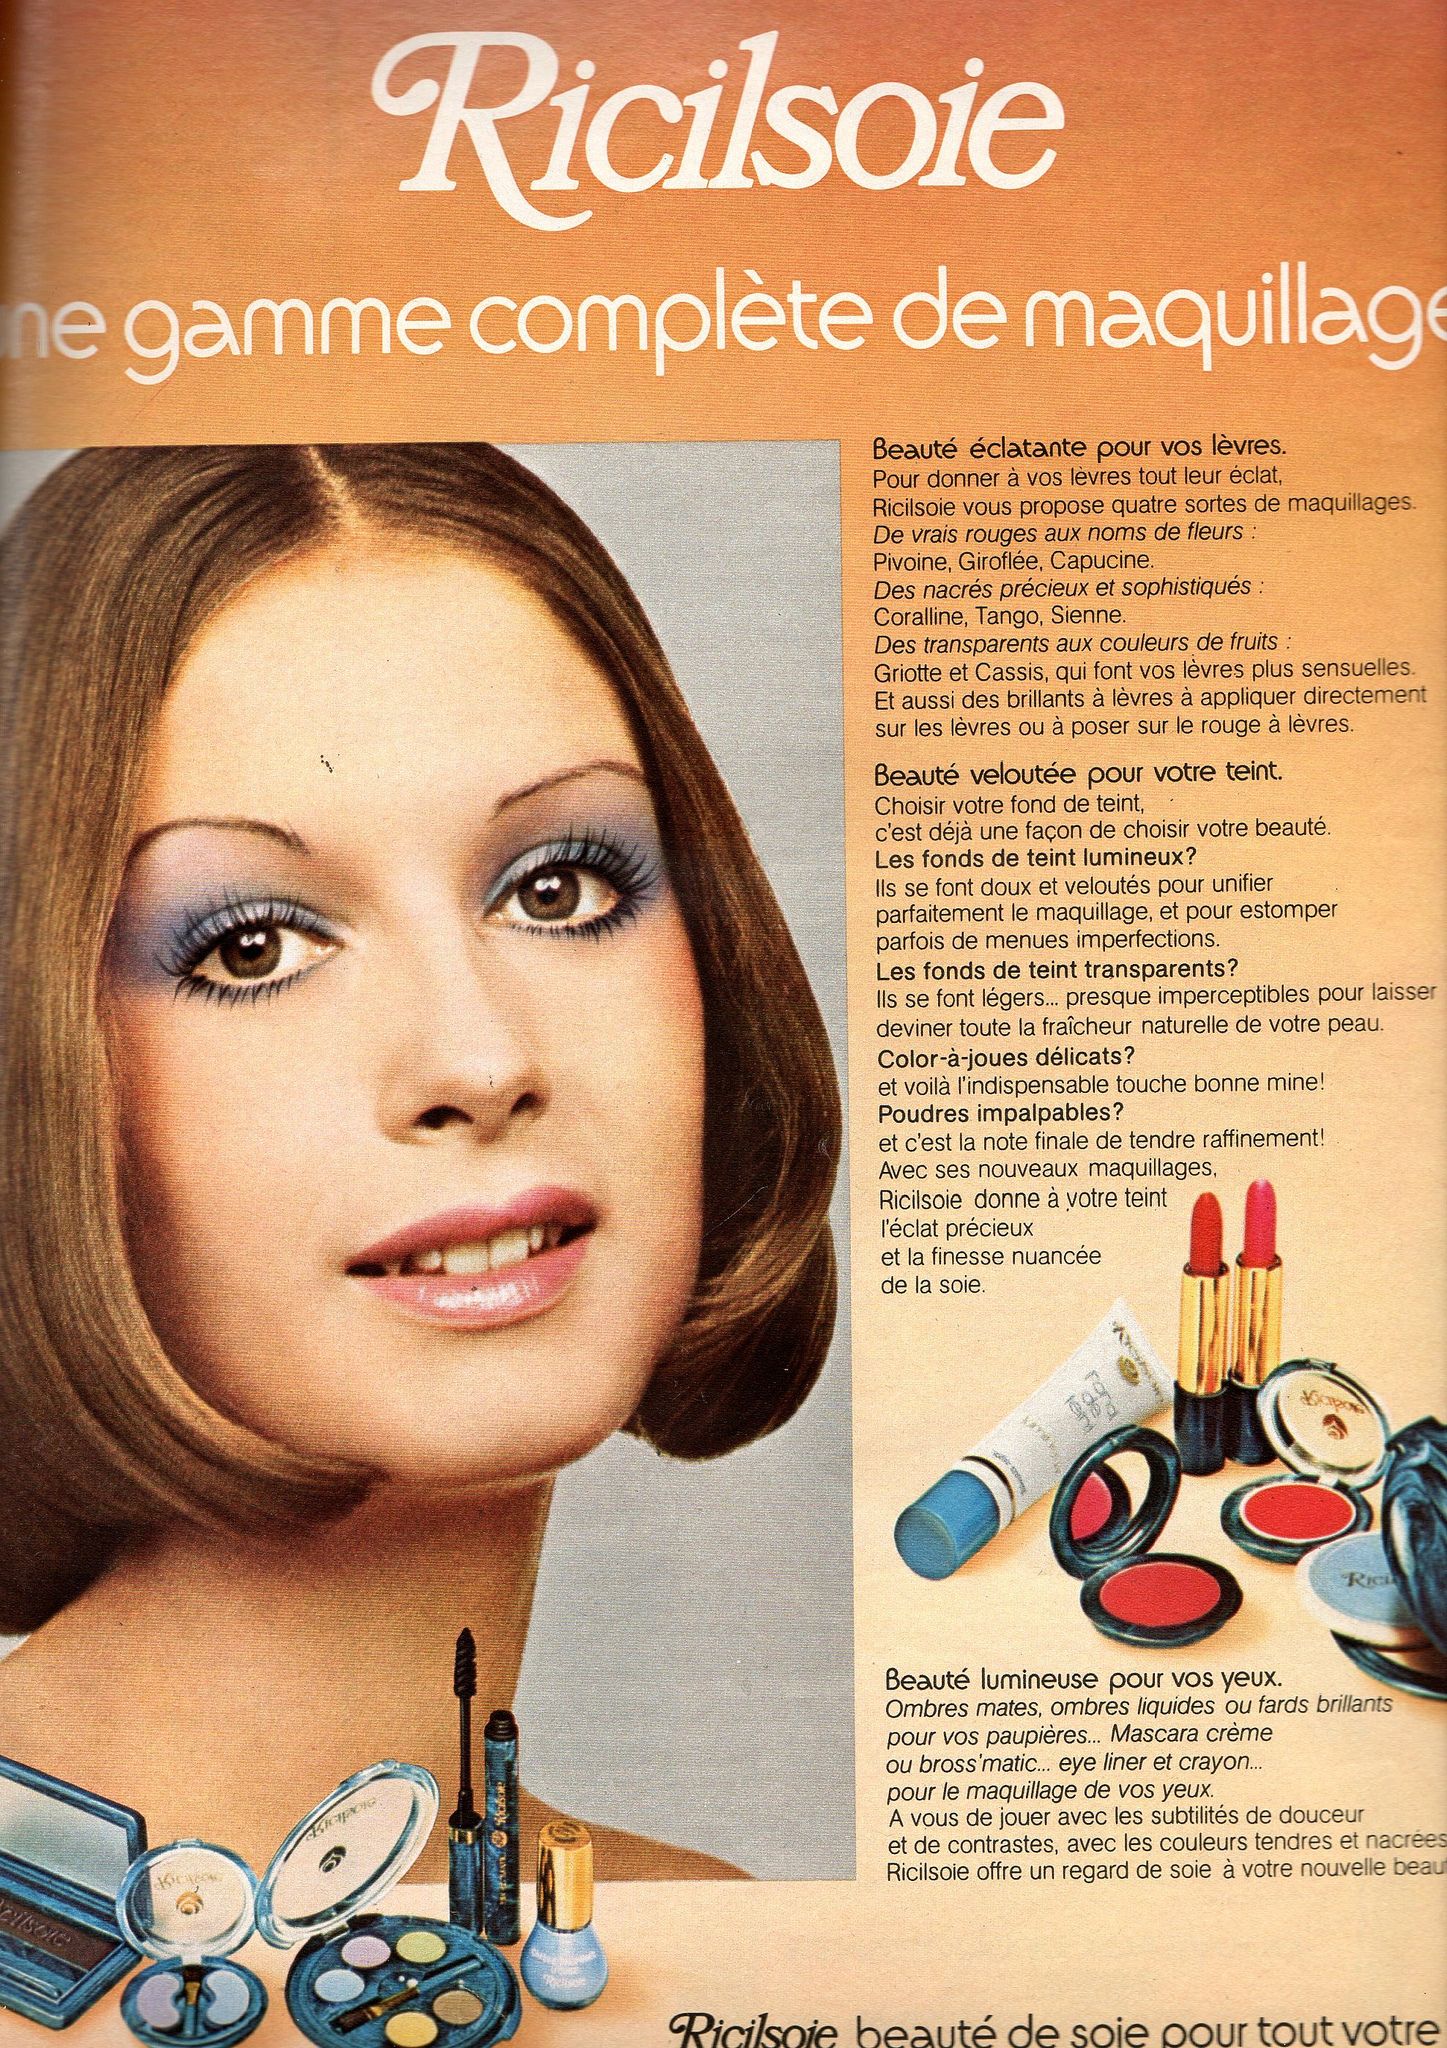 Ricilsoie
ne gamme complète de maquillage
Beauté éclatante pour vos lèvres.
Pour donner à vos lèvres tout leur éclat,
Ricilsoie vous propose quatre sortes de maquillages.
De vrais rouges aux noms de fleurs :
Pivoine, Giroflée, Capucine.
Des nacrés précieux et sophistiqués :
Coralline, Tango, Sienne.
Des transparents aux couleurs de fruits :
Griotte et Cassis, qui font vos lèvres plus sensuelles.
Et aussi des brillants à lèvres à appliquer directement
sur les lèvres ou à poser sur le rouge à lèvres.
Beauté veloutée pour votre teint.
Choisir votre fond de teint,
c'est déjà une façon de choisir votre beauté.
Les fonds de teint lumineux?
Ils se font doux et veloutés pour unifier
parfaitement le maquillage, et pour estomper
parfois de menues imperfections.
Les fonds de teint transparents?
Ils se font légers... presque imperceptibles pour laisser
deviner toute la fraîcheur naturelle de votre peau.
Color-à-joues délicats?
et voilà l'indispensable touche bonne mine!
Poudres impalpables?
et c'est la note finale de tendre raffinement!
Avec ses nouveaux maquillages,
Ricilsoie donne à votre teint
l'éclat précieux
et la finesse nuancée
de la soie.
Ricilsoie
Beauté lumineuse pour vos yeux.
Ombres mates, ombres liquides ou fards brillants
pour vos paupières... Mascara crème
ou bross'matic... eye liner et crayon...
pour le maquillage de vos yeux.
A vous de jouer avec les subtilités de douceur
et de contrastes, avec les couleurs tendres et nacrées
Ricilsoie offre un regard de soie à votre nouvelle beau
Ricilsoie
Ricilsoie
Ricilsoie
Ricilsoie
Ricilsoie beauté de soie pour tout votre